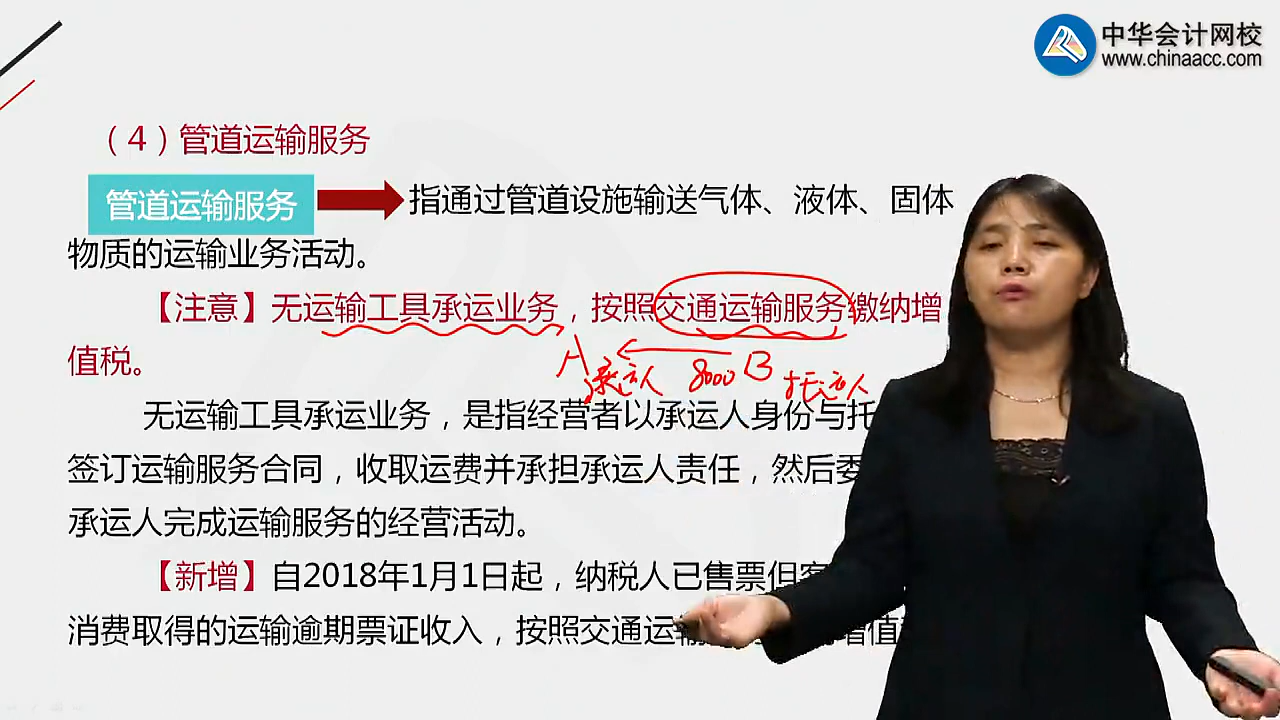 中华会计网校
www.chinaacc.com
（4）管道运输服务
管道运输服务 指通过管道设施输送气体、液体、固体
物质的运输业务活动。
【注意】无运输工具承运业务，按照交通运输服务缴纳增
值税。
A 承运人 8000 B 托运人
无运输工具承运业务，是指经营者以承运人身份与托
签订运输服务合同，收取运费并承担承运人责任，然后委
承运人完成运输服务的经营活动。
【新增】自2018年1月1日起，纳税人已售票但客
消费取得的运输逾期票证收入，按照交通运输 增值